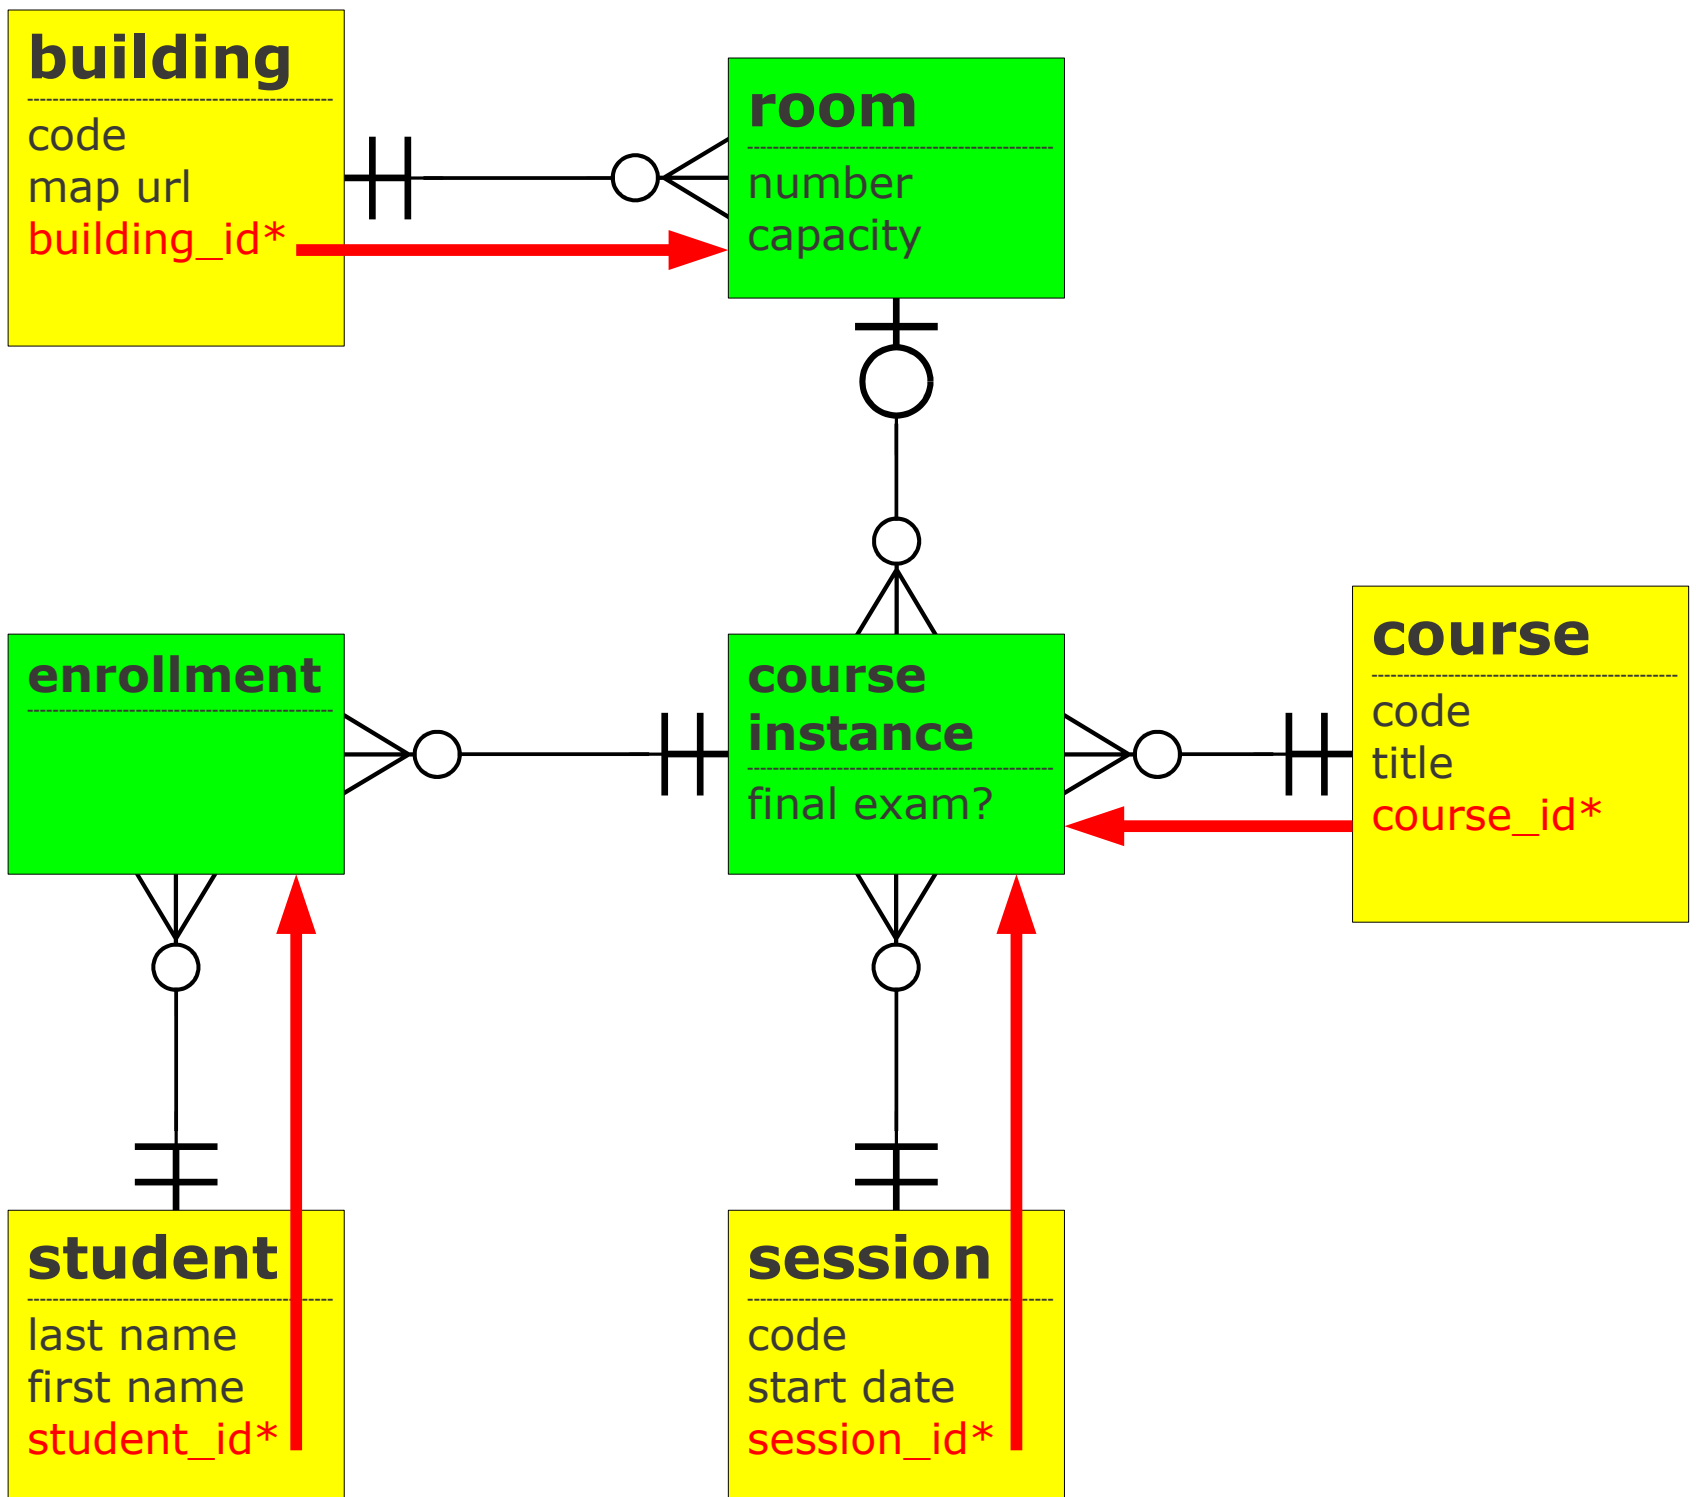 building
code
map url
building_id*
room
number
capacity
enrollment
course
instance
final exam?
course
code
title
course_id*
student
last name
first name
student_id*
session
code
start date
session_id*